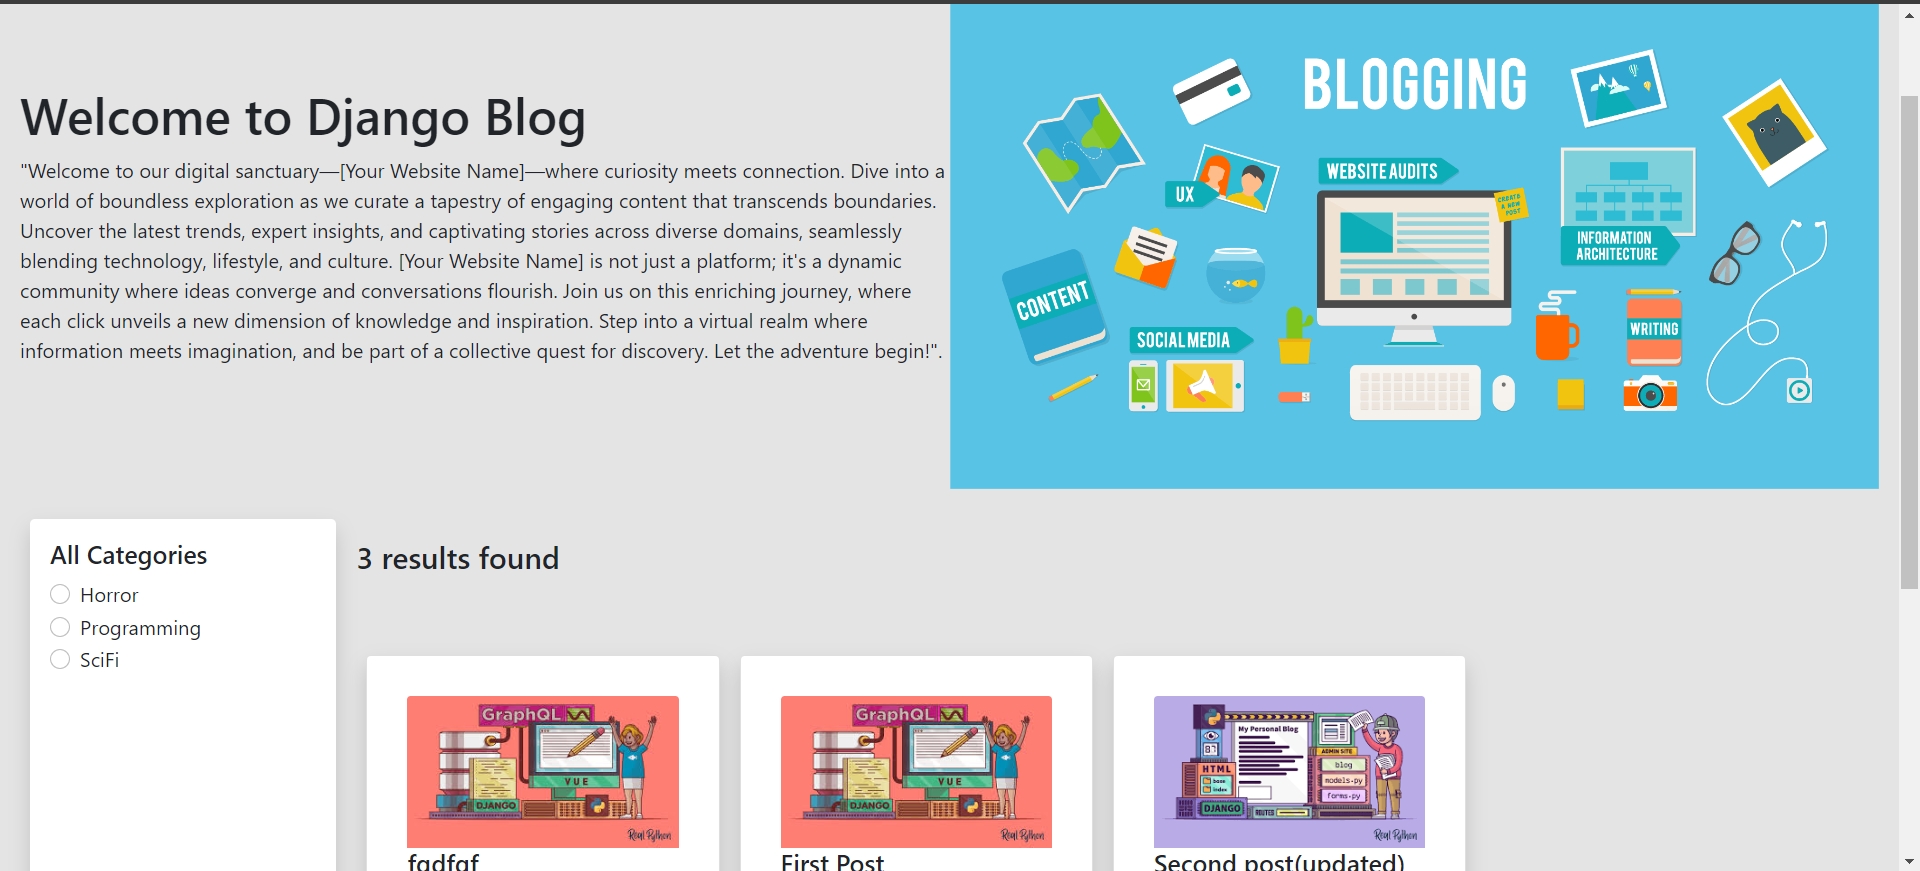 Welcome to Django Blog
"Welcome to our digital sanctuary—[Your Website Name]—where curiosity meets connection. Dive into a
world of boundless exploration as we curate a tapestry of engaging content that transcends boundaries.
Uncover the latest trends, expert insights, and captivating stories across diverse domains, seamlessly
blending technology, lifestyle, and culture. [Your Website Name] is not just a platform; it's a dynamic
community where ideas converge and conversations flourish. Join us on this enriching journey, where
each click unveils a new dimension of knowledge and inspiration. Step into a virtual realm where
information meets imagination, and be part of a collective quest for discovery. Let the adventure begin!".
BLOGGING
WEBSITE AUDITS
UX
CREATE
A NEW
POST
INFORMATION
ARCHITECTURE
CONTENT
SOCIAL MEDIA
WRITING
All Categories
Horror
Programming
SciFi
3 results found
GraphQL
VUE
DJANGO
Real Python
fgdfgf
GraphQL
VUE
DJANGO
Real Python
First Post
My Personal Blog
ADMIN SITE
HTML
base
index
blog
models.py
forms.py
DJANGO
ROUTES
Real Python
Second post(updated)